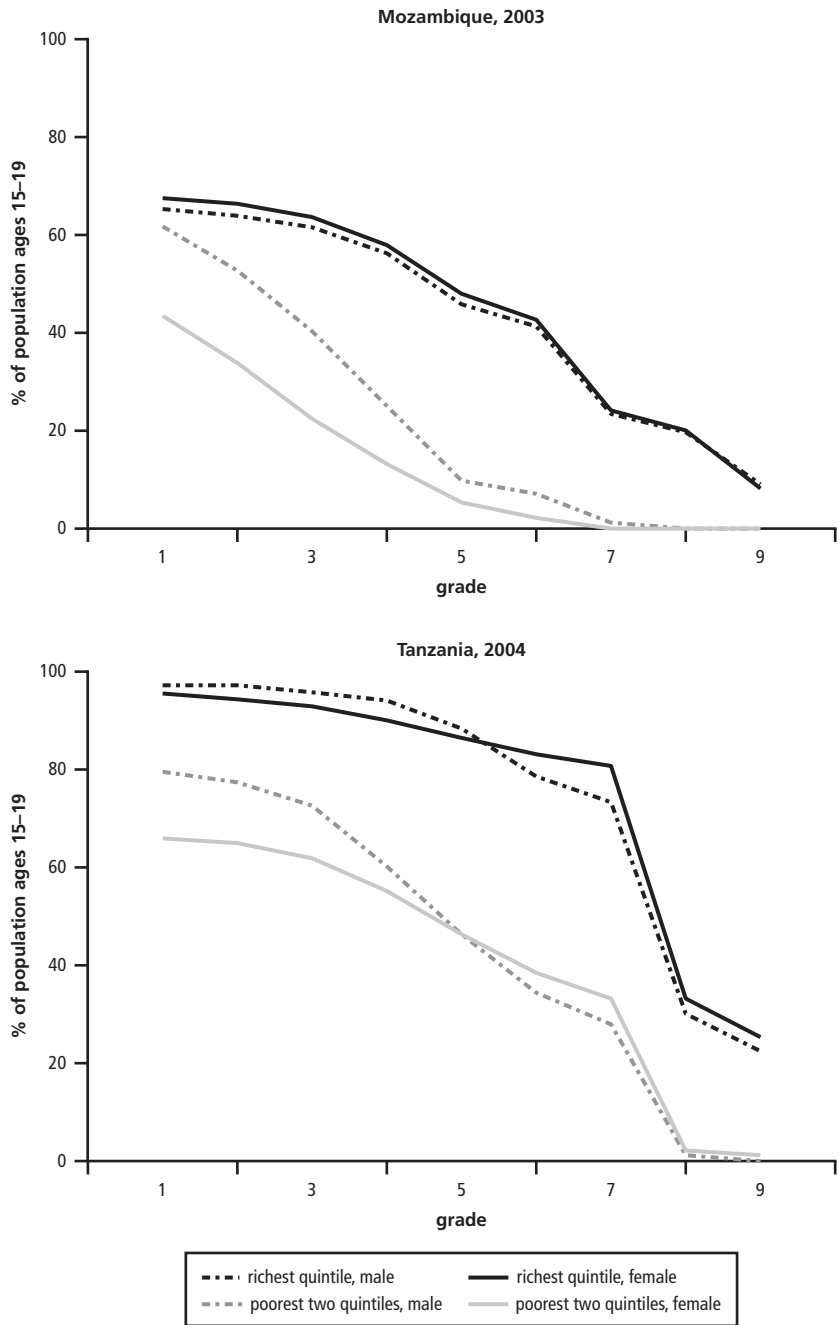 Mozambique, 2003
100
80
60
40
20
0
% of population ages 15–19
1 3 5 7 9
grade
Tanzania, 2004
100
80
60
40
20
0
% of population ages 15–19
1 3 5 7 9
grade
richest quintile, male richest quintile, female
poorest two quintiles, male poorest two quintiles, female